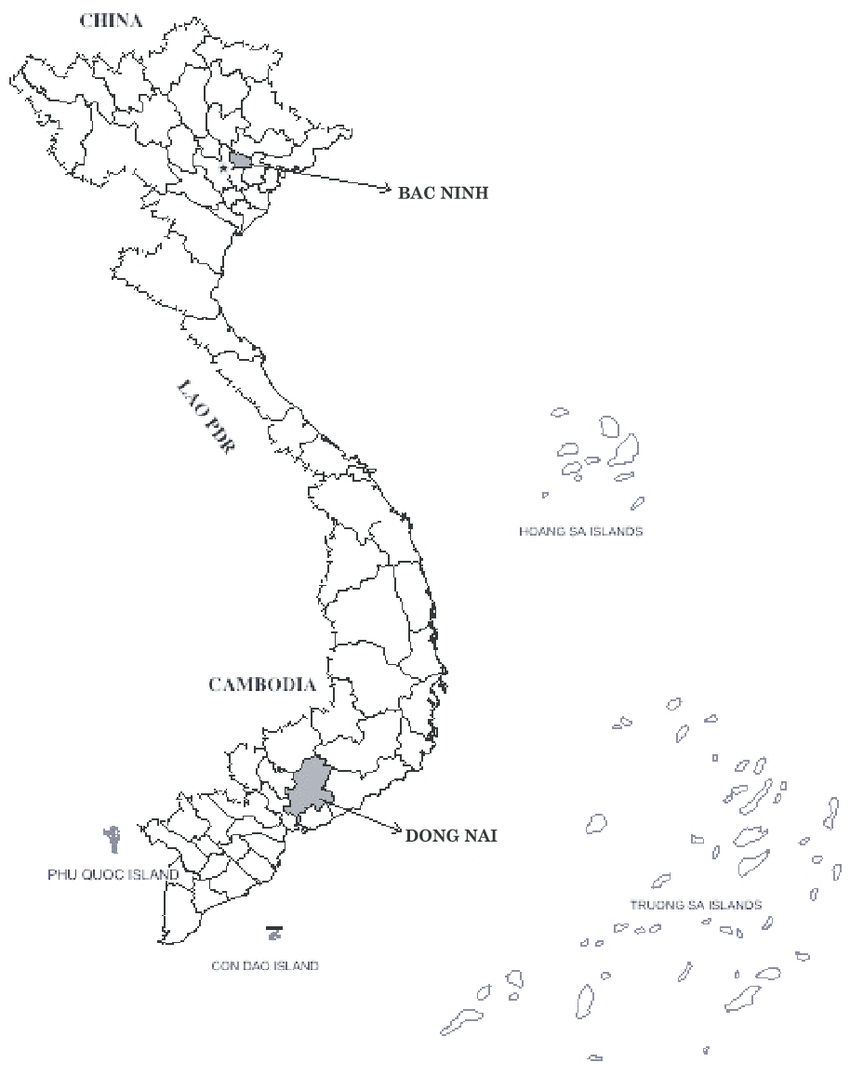 CHINA
BAC NINH
LAO PDR
HOANG SA ISLANDS
CAMBODIA
DONG NAI
PHU QUOC ISLAND
TRUONG SA ISLANDS
CON DAO ISLAND